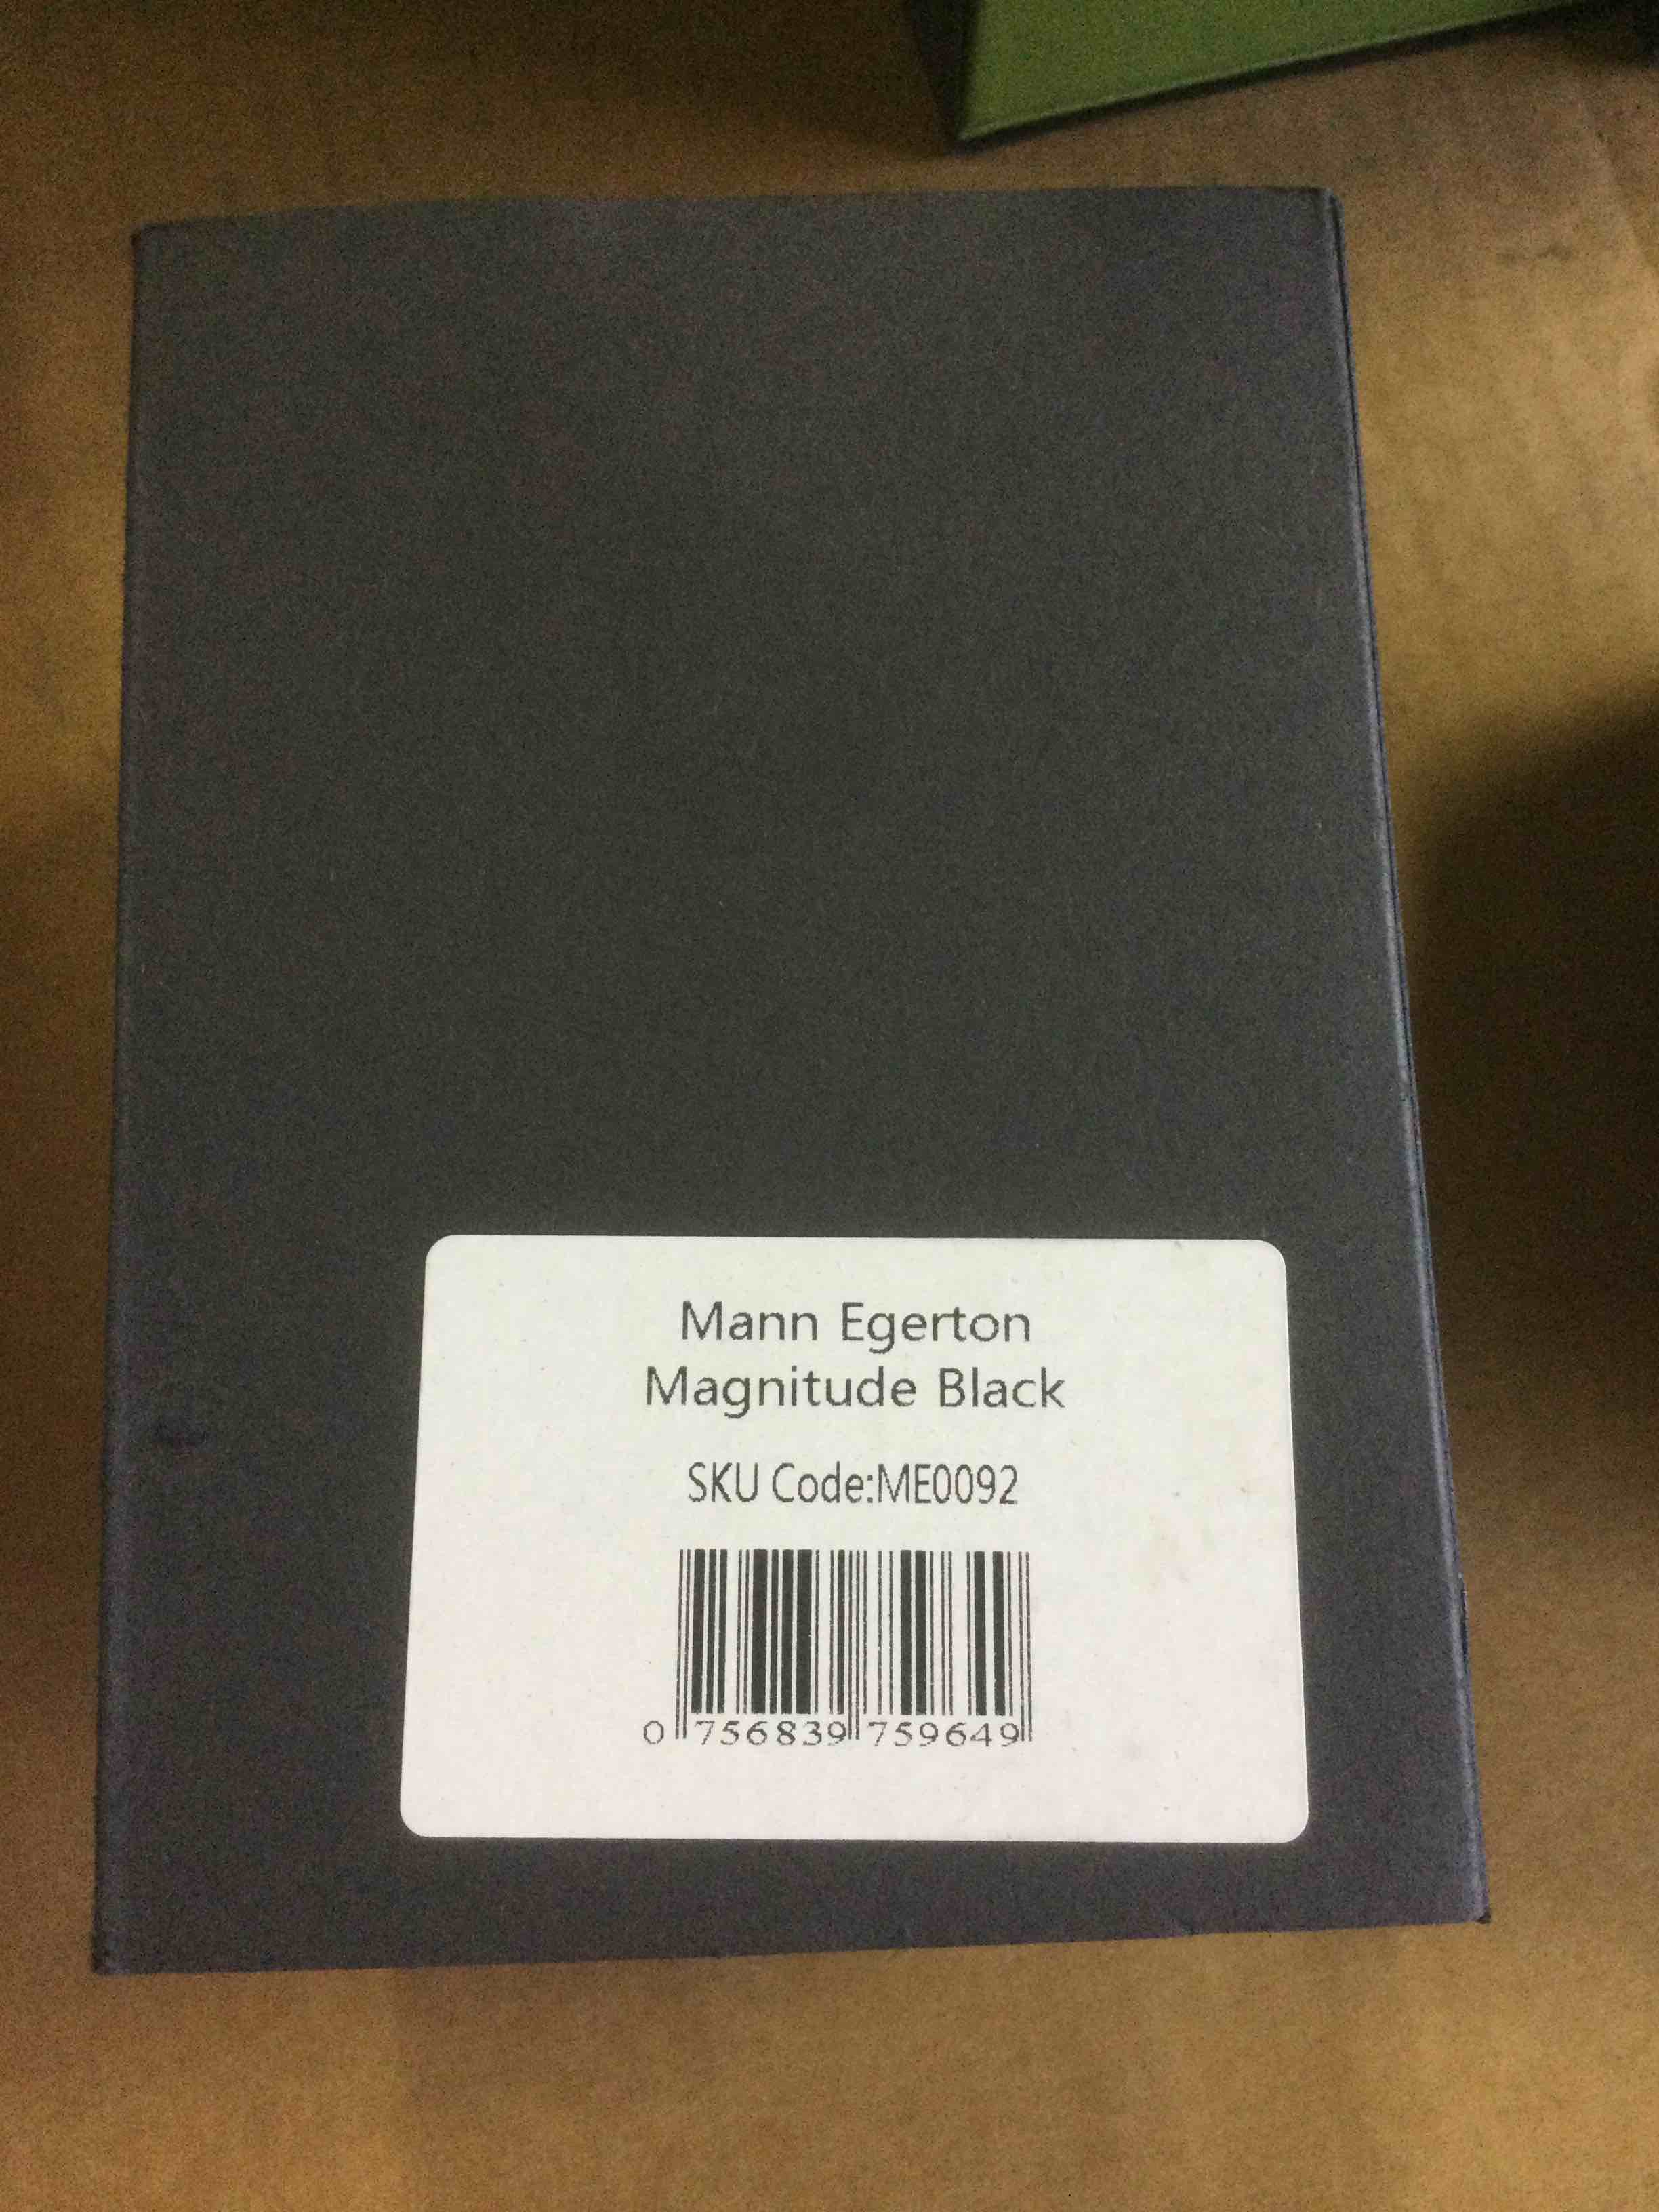 Mann Egerton
Magnitude Black
SKU Code:ME0092
0 756839 759649